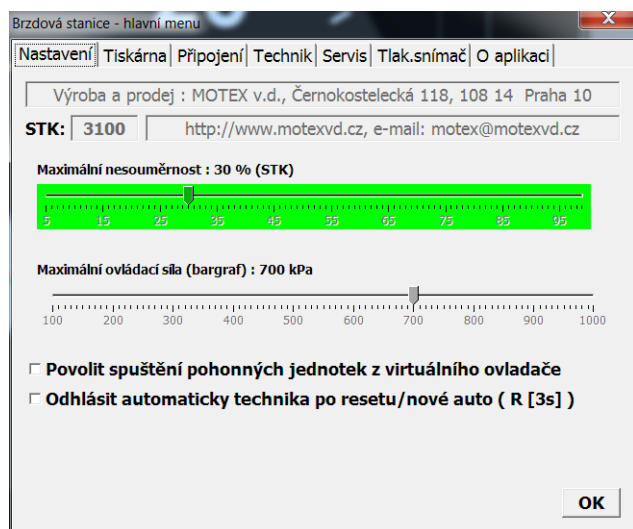 Brzdová stanice - hlavní menu
Nastavení Tiskárna Připojení Technik Servis Tlak.snímač O aplikaci
Výroba a prodej : MOTEX v.d., Černokostelecká 118, 108 14 Praha 10
STK: 3100 http://www.motexvd.cz, e-mail: motex@motexvd.cz
Maximální nesouměrnost : 30 % (STK)
5 15 25 35 45 55 65 75 85 95
Maximální ovládací síla (bargraf) : 700 kPa
100 200 300 400 500 600 700 800 900 1000
Povolit spuštění pohonných jednotek z virtuálního ovladače
Odhlásit automaticky technika po resetu/nové auto ( R [3s] )
OK